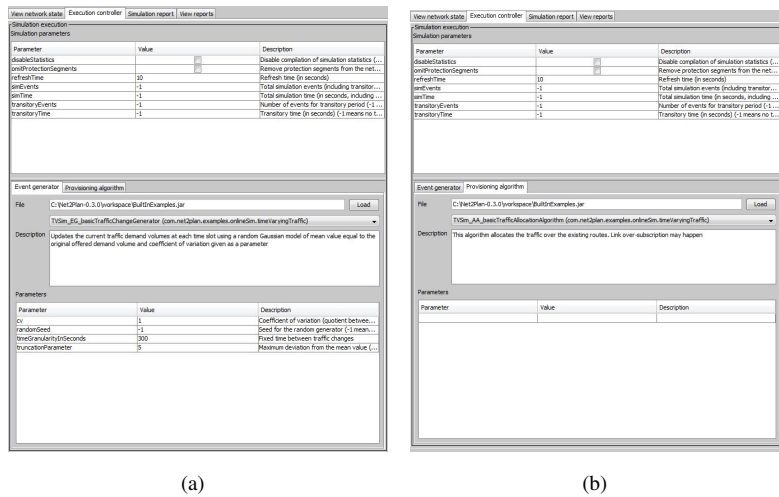 View network state Execution controller Simulation report View reports
Simulation execution
Simulation parameters
Parameter Value Description
disableStatistics Disable compilation of simulation statistics (...
omitProtectionSegments Remove protection segments from the net...
refreshTime 10 Refresh time (in seconds)
simEvents -1 Total simulation events (including transitor...
simTime -1 Total simulation time (in seconds, including ...
transitoryEvents -1 Number of events for transitory period (-1 ...
transitoryTime -1 Transitory time (in seconds) (-1 means no t...
Event generator Provisioning algorithm
File C:\Net2Plan-0.3.0\workspace\BuiltInExamples.jar Load
TVSim_EG_basicTrafficChangeGenerator (com.net2plan.examples.onlineSim.timeVaryingTraffic)
Description Updates the current traffic demand volumes at each time slot using a random Gaussian model of mean value equal to the
original offered demand volume and coefficient of variation given as a parameter
Parameters
Parameter Value Description
cv 1 Coefficient of variation (quotient betwee...
randomSeed -1 Seed for the random generator (-1 mean...
timeGranularityInSeconds 300 Fixed time between traffic changes
truncationParameter 5 Maximum deviation from the mean value (...
(a)
View network state Execution controller Simulation report View reports
Simulation execution
Simulation parameters
Parameter Value Description
disableStatistics Disable compilation of simulation statistics (...
omitProtectionSegments Remove protection segments from the net...
refreshTime 10 Refresh time (in seconds)
simEvents -1 Total simulation events (including transitor...
simTime -1 Total simulation time (in seconds, including ...
transitoryEvents -1 Number of events for transitory period (-1 ...
transitoryTime -1 Transitory time (in seconds) (-1 means no t...
Event generator Provisioning algorithm
File C:\Net2Plan-0.3.0\workspace\BuiltInExamples.jar Load
TVSim_AA_basicTrafficAllocationAlgorithm (com.net2plan.examples.onlineSim.timeVaryingTraffic)
Description This algorithm allocates the traffic over the existing routes. Link over-subscription may happen
Parameters
Parameter Value Description
(b)